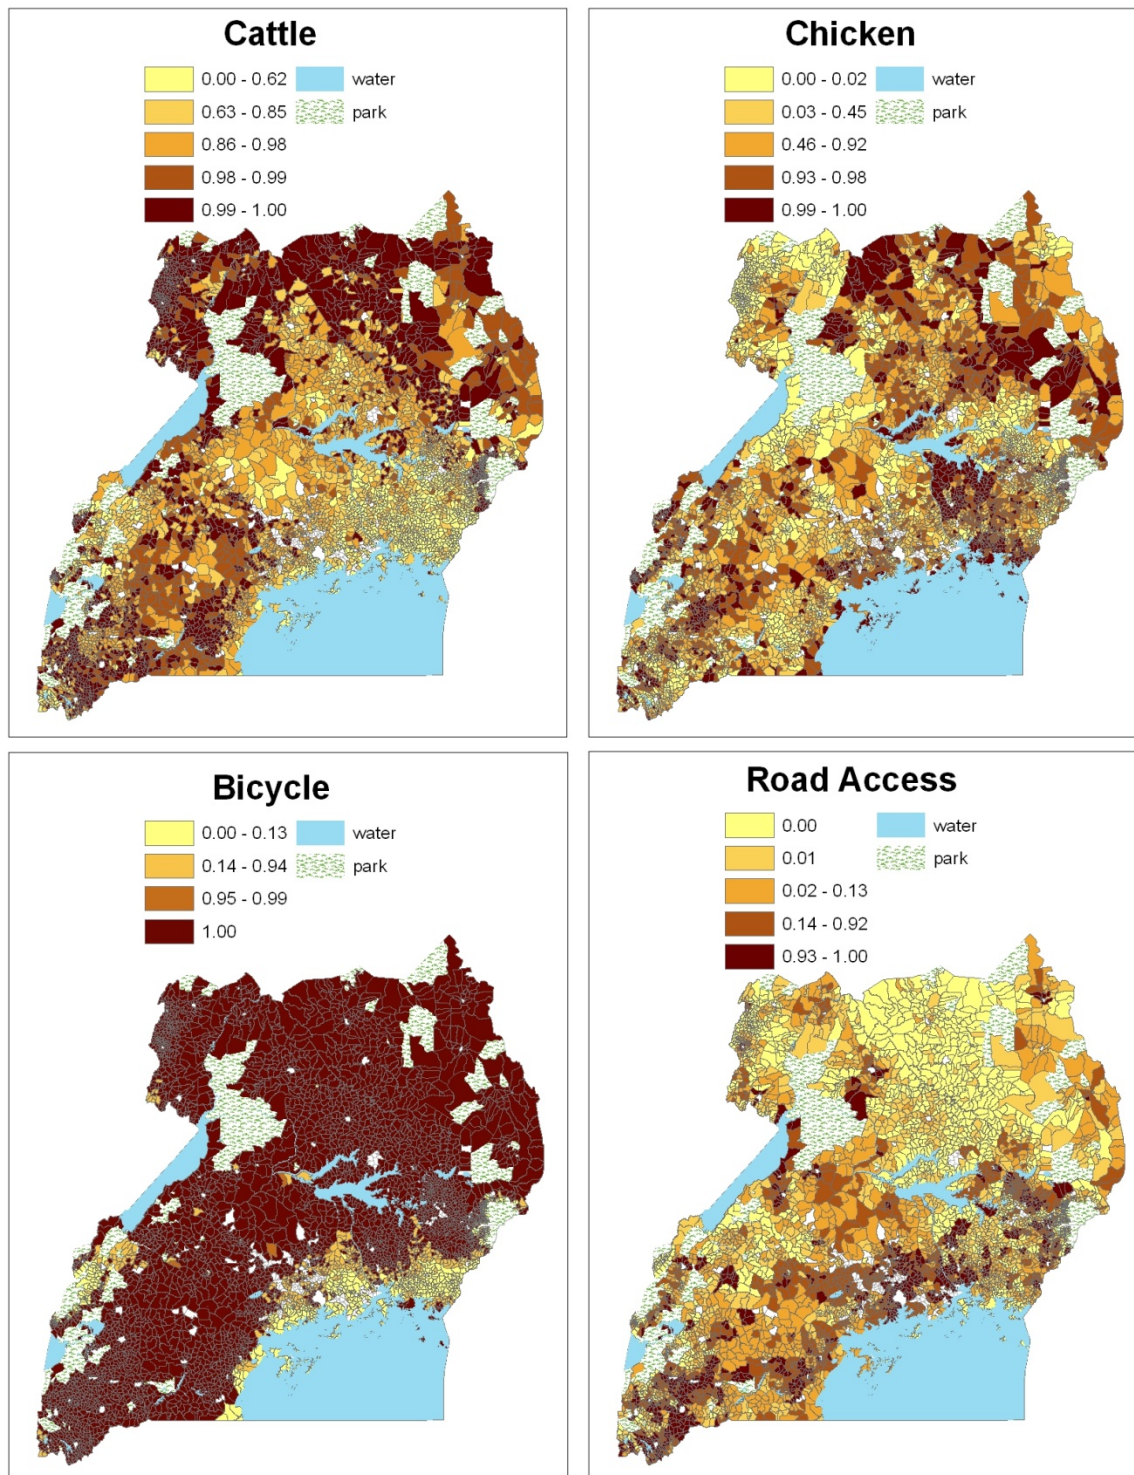 Cattle
0.00 - 0.62 water
0.63 - 0.85 park
0.86 - 0.98
0.98 - 0.99
0.99 - 1.00
Chicken
0.00 - 0.02 water
0.03 - 0.45 park
0.46 - 0.92
0.93 - 0.98
0.99 - 1.00
Bicycle
0.00 - 0.13 water
0.14 - 0.94 park
0.95 - 0.99
1.00
Road Access
0.00 water
0.01 park
0.02 - 0.13
0.14 - 0.92
0.93 - 1.00